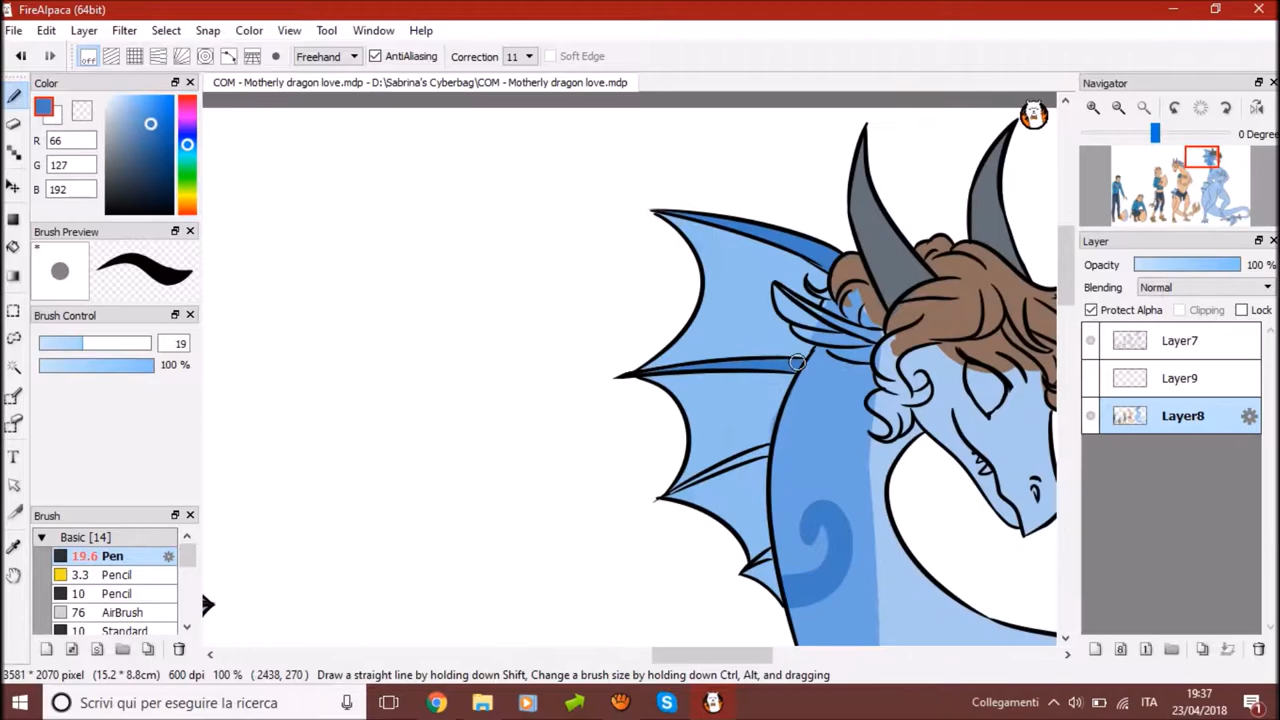 FireAlpaca (64bit)
File Edit Layer Filter Select Snap Color View Tool Window Help
off Freehand AntiAliasing Correction 11 Soft Edge
Color
COM - Motherly dragon love.mdp - D:\Sabrina's Cyberbag\COM - Motherly dragon love.mdp
Navigator
R 66
G 127
B 192
0 Degree
Brush Preview
*
Layer
Opacity 100 %
Blending Normal
Protect Alpha Clipping Lock
Brush Control
19
100 %
Layer7
Layer9
Layer8
Brush
Basic [14]
19.6 Pen
3.3 Pencil
10 Pencil
76 AirBrush
10 Standard
3581 * 2070 pixel (15.2 * 8.8cm) 600 dpi 100 % ( 2438, 270 ) Draw a straight line by holding down Shift, Change a brush size by holding down Ctrl, Alt, and dragging
Scrivi qui per eseguire la ricerca
Collegamenti ITA 19:37
23/04/2018 1